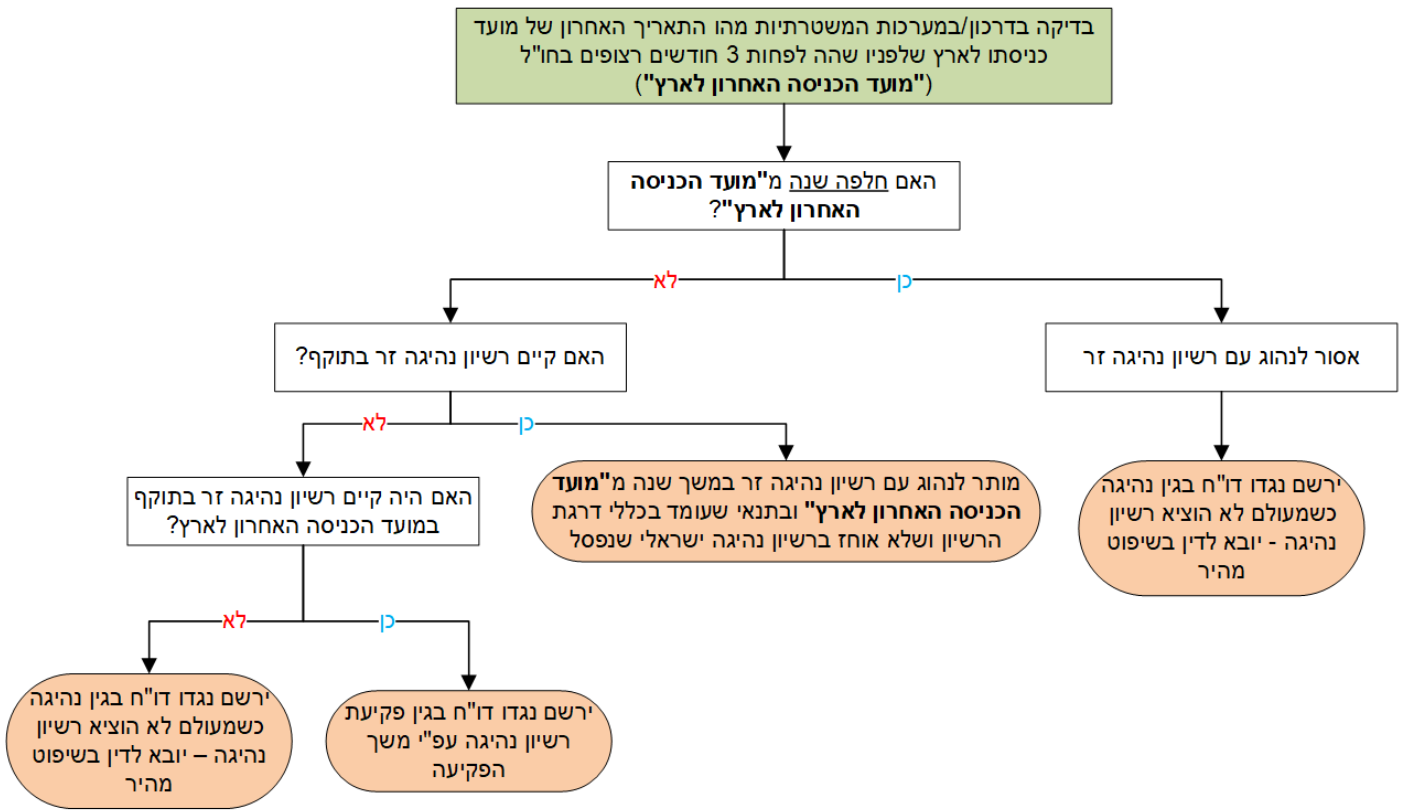 בדיקה בדרכון/במערכות המשטרתיות מהו התאריך האחרון של מועד
כניסתו לארץ שלפניו שהה לפחות 3 חודשים רצופים בחו"ל
("מועד הכניסה האחרון לארץ")
האם חלפה שנה מ"מועד הכניסה
האחרון לארץ"?
כן
לא
אסור לנהוג עם רשיון נהיגה זר
האם קיים רשיון נהיגה זר בתוקף?
כן
לא
ירשם נגדו דו"ח בגין נהיגה
כשמעולם לא הוציא רשיון
נהיגה - יובא לדין בשיפוט
מהיר
מותר לנהוג עם רשיון נהיגה זר במשך שנה מ"מועד
הכניסה האחרון לארץ" ובתנאי שעומד בכללי דרגת
הרשיון ושלא אוחז ברשיון נהיגה ישראלי שנפסל
האם היה קיים רשיון נהיגה זר בתוקף
במועד הכניסה האחרון לארץ?
כן
לא
ירשם נגדו דו"ח בגין פקיעת
רשיון נהיגה עפ"י משך
הפקיעה
ירשם נגדו דו"ח בגין נהיגה
כשמעולם לא הוציא רשיון
נהיגה – יובא לדין בשיפוט
מהיר